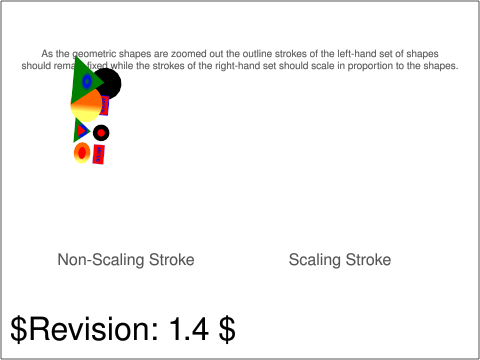 As the geometric shapes are zoomed out the outline strokes of the left-hand set of shapes
should remain fixed while the strokes of the right-hand set should scale in proportion to the shapes.
Non-Scaling Stroke
Scaling Stroke
$Revision: 1.4 $